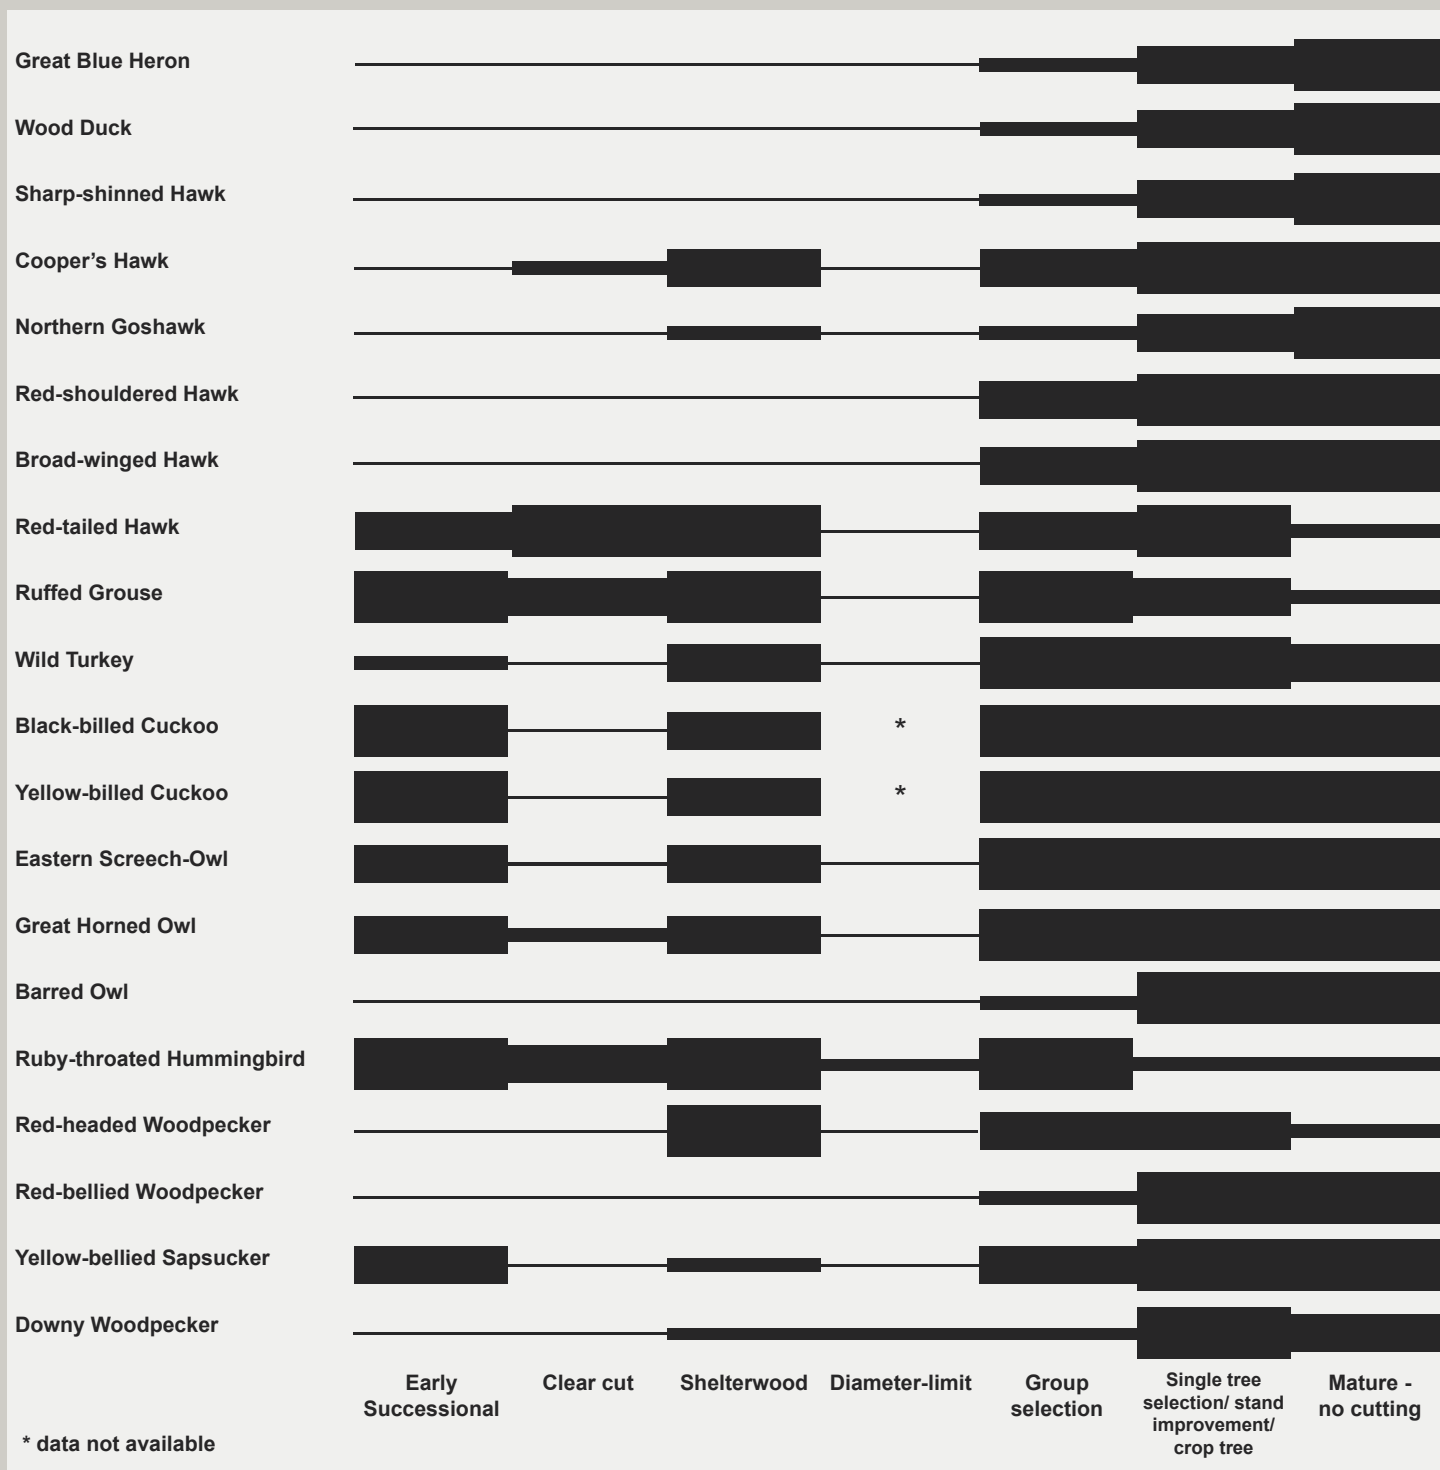 Great Blue Heron
Wood Duck
Sharp-shinned Hawk
Cooper’s Hawk
Northern Goshawk
Red-shouldered Hawk
Broad-winged Hawk
Red-tailed Hawk
Ruffed Grouse
Wild Turkey
Black-billed Cuckoo
*
Yellow-billed Cuckoo
*
Eastern Screech-Owl
Great Horned Owl
Barred Owl
Ruby-throated Hummingbird
Red-headed Woodpecker
Red-bellied Woodpecker
Yellow-bellied Sapsucker
Downy Woodpecker
Early
Successional
Clear cut
Shelterwood
Diameter-limit
Group
selection
Single tree
selection/ stand
improvement/
crop tree
Mature -
no cutting
* data not available